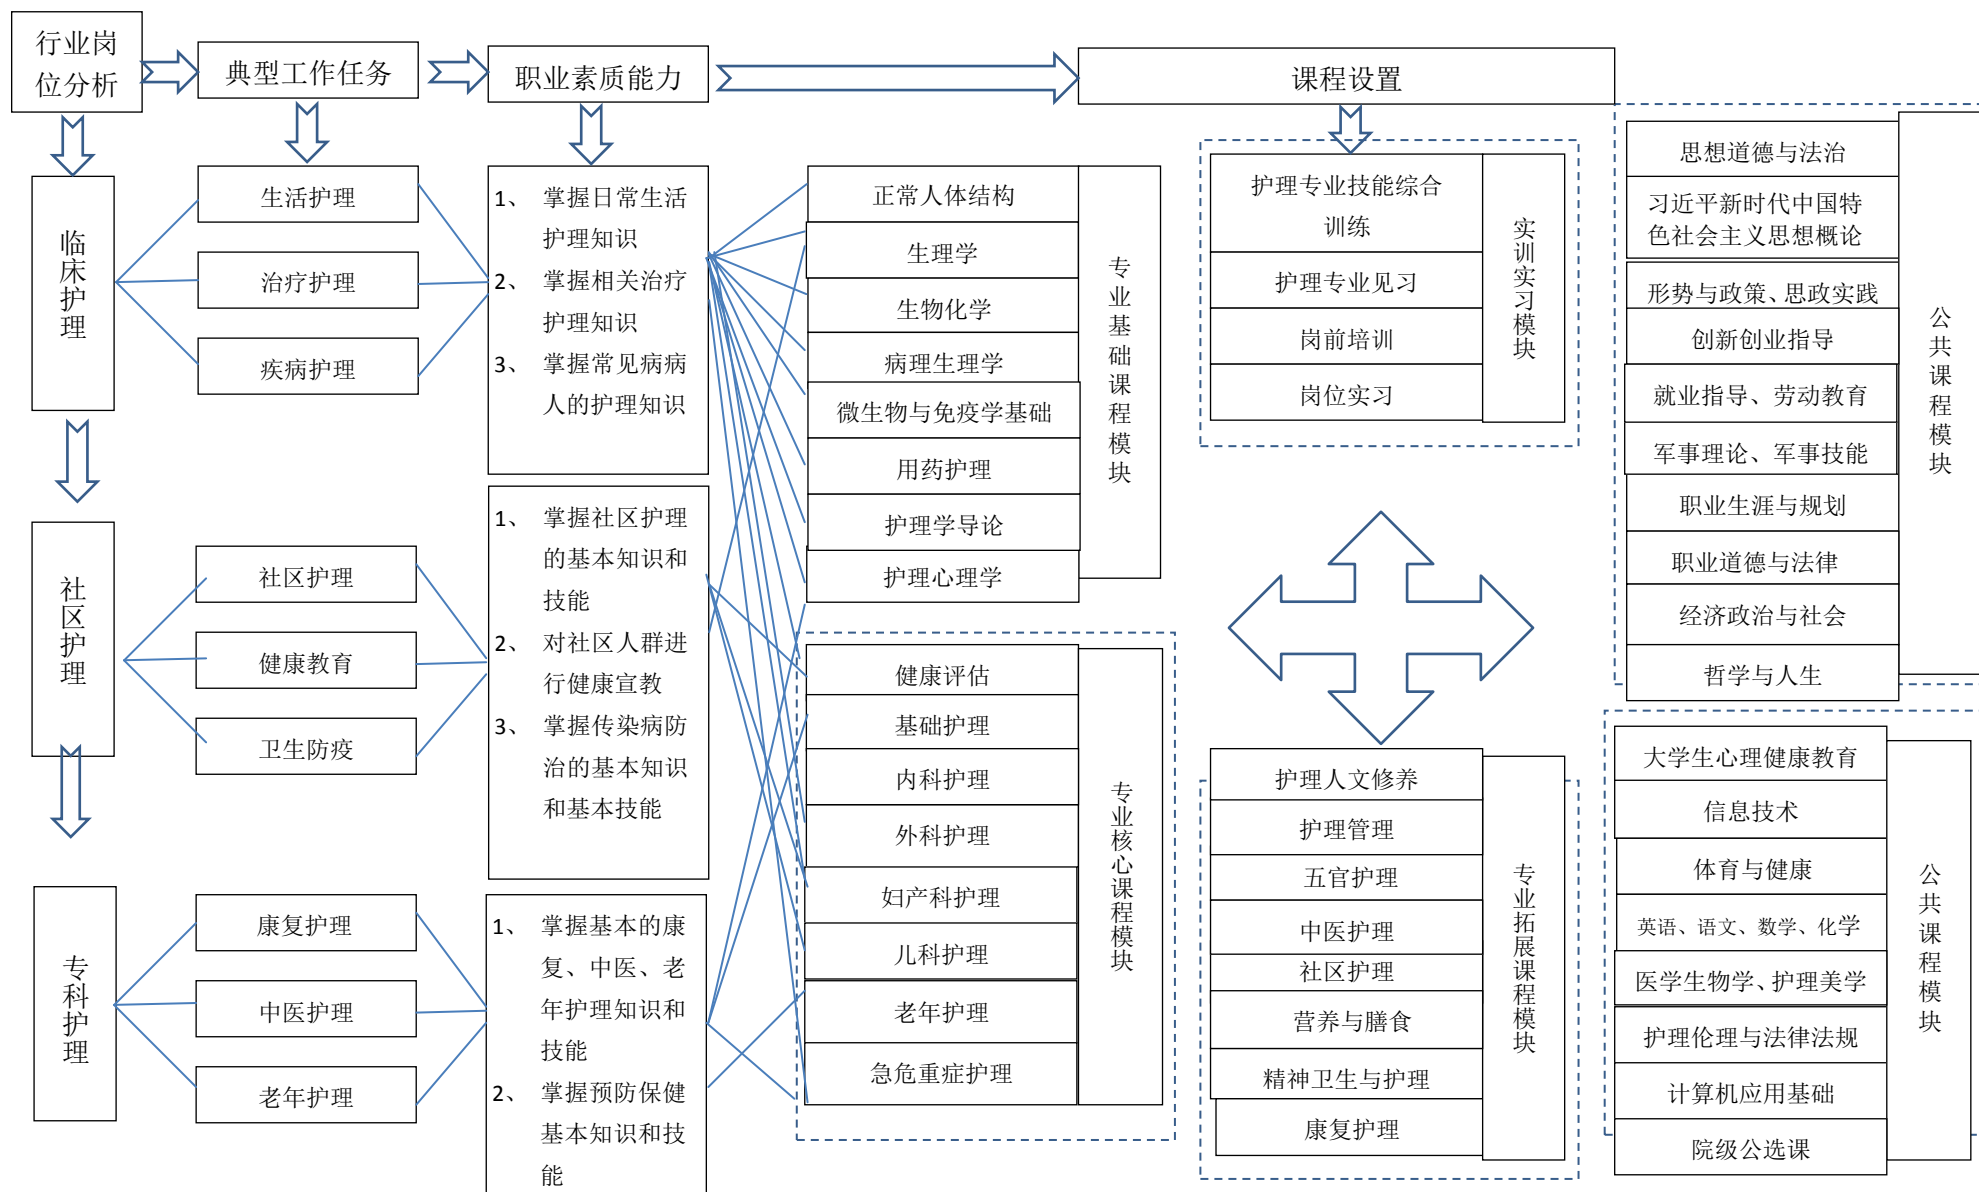 行业岗
位分析
典型工作任务
职业素质能力
课程设置
临床护理
生活护理
治疗护理
疾病护理
1、 掌握日常生活
护理知识
2、 掌握相关治疗
护理知识
3、 掌握常见病病
人的护理知识
社区护理
社区护理
健康教育
卫生防疫
1、 掌握社区护理
的基本知识和
技能
2、 对社区人群进
行健康宣教
3、 掌握传染病防
治的基本知识
和基本技能
专科护理
康复护理
中医护理
老年护理
1、 掌握基本的康
复、中医、老
年护理知识和
技能
2、 掌握预防保健
基本知识和技
能
正常人体结构
生理学
生物化学
病理生理学
微生物与免疫学基础
用药护理
护理学导论
护理心理学
专业基础课程模块
健康评估
基础护理
内科护理
外科护理
妇产科护理
儿科护理
老年护理
急危重症护理
专业核心课程模块
护理专业技能综合
训练
护理专业见习
岗前培训
岗位实习
实训实习模块
护理人文修养
护理管理
五官护理
中医护理
社区护理
营养与膳食
精神卫生与护理
康复护理
专业拓展课程模块
思想道德与法治
习近平新时代中国特
色社会主义思想概论
形势与政策、思政实践
创新创业指导
就业指导、劳动教育
军事理论、军事技能
职业生涯与规划
职业道德与法律
经济政治与社会
哲学与人生
公共课程模块
大学生心理健康教育
信息技术
体育与健康
英语、语文、数学、化学
医学生物学、护理美学
护理伦理与法律法规
计算机应用基础
院级公选课
公共课程模块